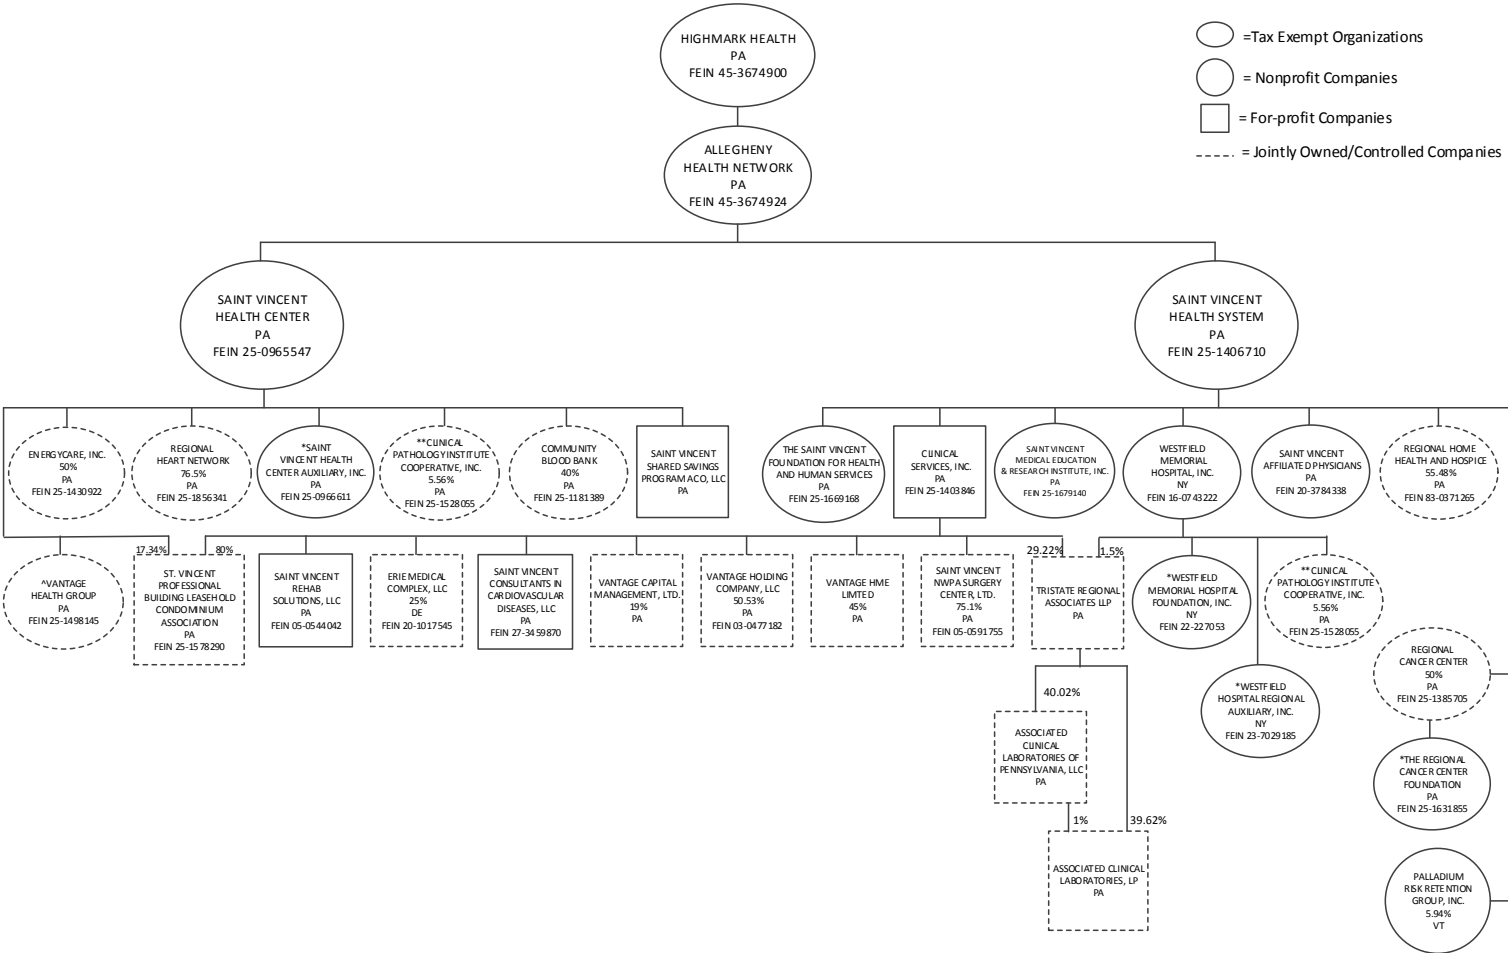 HIGHMARK HEALTH
PA
FEIN 45-3674900
=Tax Exempt Organizations
= Nonprofit Companies
= For-profit Companies
= Jointly Owned/Controlled Companies
ALLEGHENY
HEALTH NETWORK
PA
FEIN 45-3674924
SAINT VINCENT
HEALTH CENTER
PA
FEIN 25-0965547
SAINT VINCENT
HEALTH SYSTEM
PA
FEIN 25-1406710
ENERGYCARE, INC.
50%
PA
FEIN 25-1430922
REGIONAL
HEART NETWORK
76.5%
PA
FEIN 25-1856341
*SAINT
VINCENT HEALTH
CENTER AUXILIARY, INC.
PA
FEIN 25-0966611
**CLINICAL
PATHOLOGY INSTITUTE
COOPERATIVE, INC.
5.56%
PA
FEIN 25-1528055
COMMUNITY
BLOOD BANK
40%
PA
FEIN 25-1181389
SAINT VINCENT
SHARED SAVINGS
PROGRAM ACO, LLC
PA
THE SAINT VINCENT
FOUNDATION FOR HEALTH
AND HUMAN SERVICES
PA
FEIN 25-1669168
CLINICAL
SERVICES, INC.
PA
FEIN 25-1403846
SAINT VINCENT
MEDICAL EDUCATION
& RESEARCH INSTITUTE, INC.
PA
FEIN 25-1679140
WESTFIELD
MEMORIAL
HOSPITAL, INC.
NY
FEIN 16-0743222
SAINT VINCENT
AFFILIATED PHYSICIANS
PA
FEIN 20-3784338
REGIONAL HOME
HEALTH AND HOSPICE
55.48%
PA
FEIN 83-0371265
^VANTAGE
HEALTH GROUP
PA
FEIN 25-1498145
17.34%
80%
ST. VINCENT
PROFESSIONAL
BUILDING LEASEHOLD
CONDOMINIUM
ASSOCIATION
PA
FEIN 25-1578290
SAINT VINCENT
REHAB
SOLUTIONS, LLC
PA
FEIN 05-0544042
ERIE MEDICAL
COMPLEX, LLC
25%
DE
FEIN 20-1017545
SAINT VINCENT
CONSULTANTS IN
CARDIOVASCULAR
DISEASES, LLC
PA
FEIN 27-3459870
VANTAGE CAPITAL
MANAGEMENT, LTD.
19%
PA
VANTAGE HOLDING
COMPANY, LLC
50.53%
PA
FEIN 03-0477182
VANTAGE HME
LIMTED
45%
PA
SAINT VINCENT
NWPA SURGERY
CENTER, LTD.
75.1%
PA
FEIN 05-0591755
29.22%
1.5%
TRISTATE REGIONAL
ASSOCIATES LLP
PA
*WESTFIELD
MEMORIAL HOSPITAL
FOUNDATION, INC.
NY
FEIN 22-227053
**CLINICAL
PATHOLOGY INSTITUTE
COOPERATIVE, INC.
5.56%
PA
FEIN 25-1528055
*WESTFIELD
HOSPITAL REGIONAL
AUXILIARY, INC.
NY
FEIN 23-7029185
REGIONAL
CANCER CENTER
50%
PA
FEIN 25-1385705
40.02%
ASSOCIATED
CLINICAL
LABORATORIES OF
PENNSYLVANIA, LLC
PA
*THE REGIONAL
CANCER CENTER
FOUNDATION
PA
FEIN 25-1631855
1%
39.62%
ASSOCIATED CLINICAL
LABORATORIES, LP
PA
PALLADIUM
RISK RETENTION
GROUP, INC.
5.94%
VT